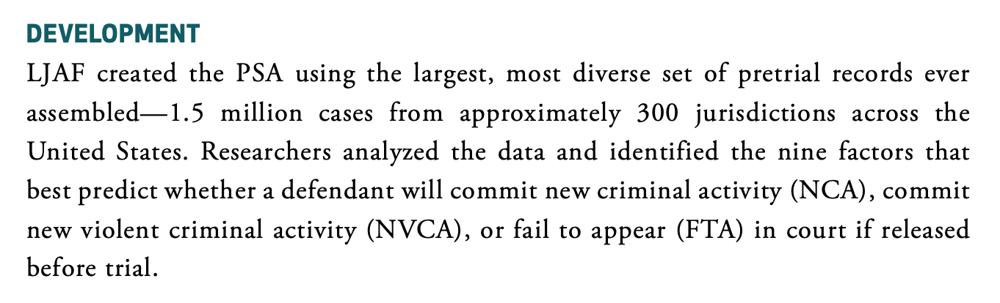 DEVELOPMENT
LJAF created the PSA using the largest, most diverse set of pretrial records ever
assembled—1.5 million cases from approximately 300 jurisdictions across the
United States. Researchers analyzed the data and identified the nine factors that
best predict whether a defendant will commit new criminal activity (NCA), commit
new violent criminal activity (NVCA), or fail to appear (FTA) in court if released
before trial.